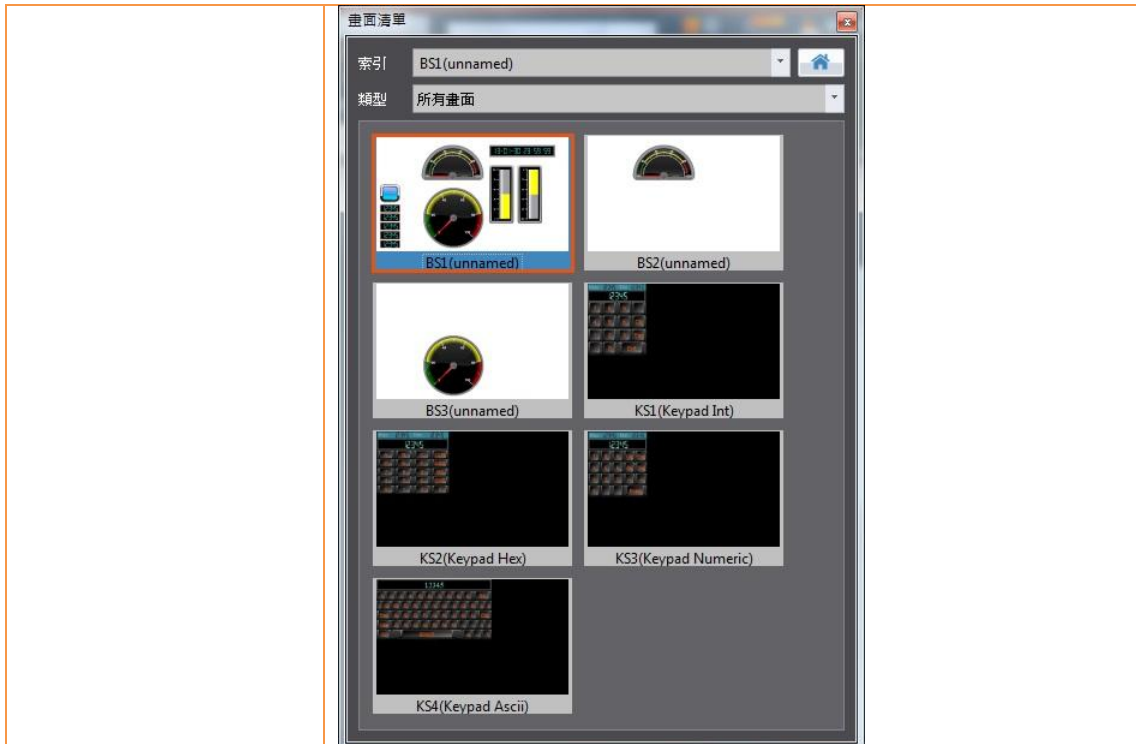 畫面清單
索引 BS1(unnamed)
類型 所有畫面
BS1(unnamed) BS2(unnamed)
BS3(unnamed) KS1(Keypad Int)
KS2(Keypad Hex) KS3(Keypad Numeric)
KS4(Keypad Ascii)